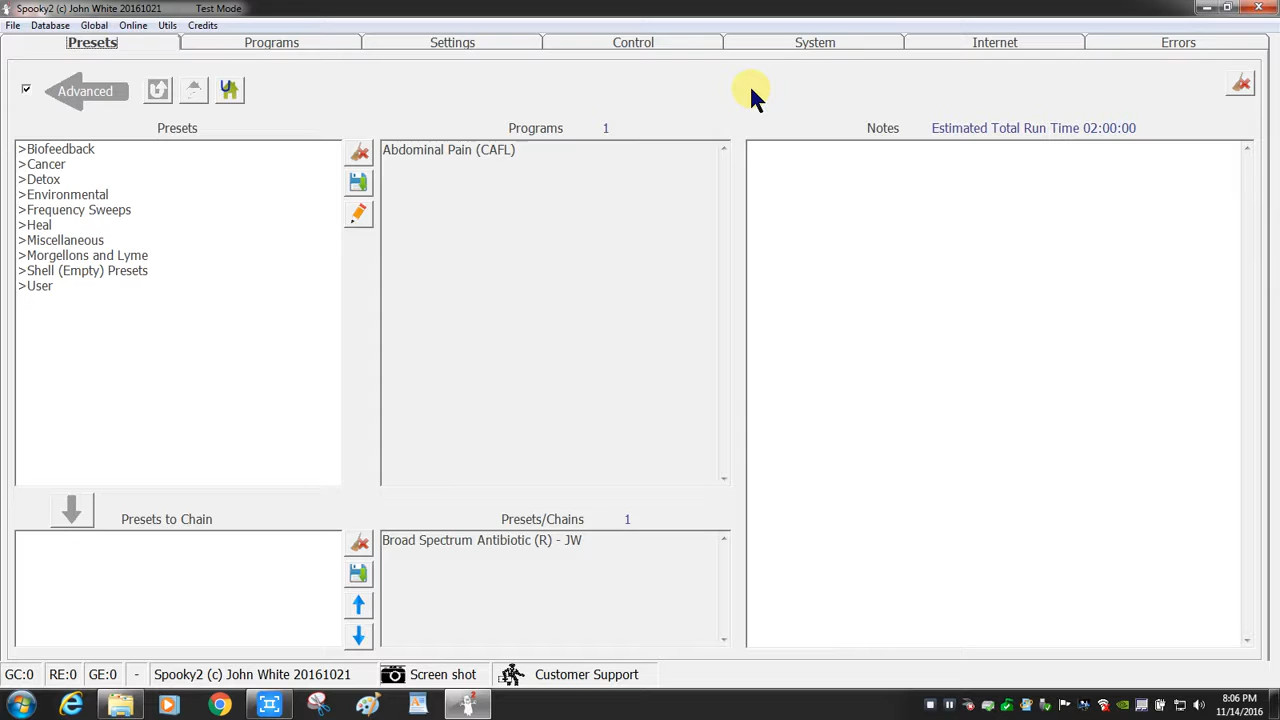 Spooky2 (c) John White 20161021 Test Mode
File Database Global Online Utils Credits
Presets Programs Settings Control System Internet Errors
Advanced
Presets
Programs 1
Notes Estimated Total Run Time 02:00:00
>Biofeedback
>Cancer
>Detox
>Environmental
>Frequency Sweeps
>Heal
>Miscellaneous
>Morgellons and Lyme
>Shell (Empty) Presets
>User
Abdominal Pain (CAFL)
Presets to Chain
Presets/Chains 1
Broad Spectrum Antibiotic (R) - JW
GC:0 RE:0 GE:0 - Spooky2 (c) John White 20161021 Screen shot Customer Support
8:06 PM
11/14/2016